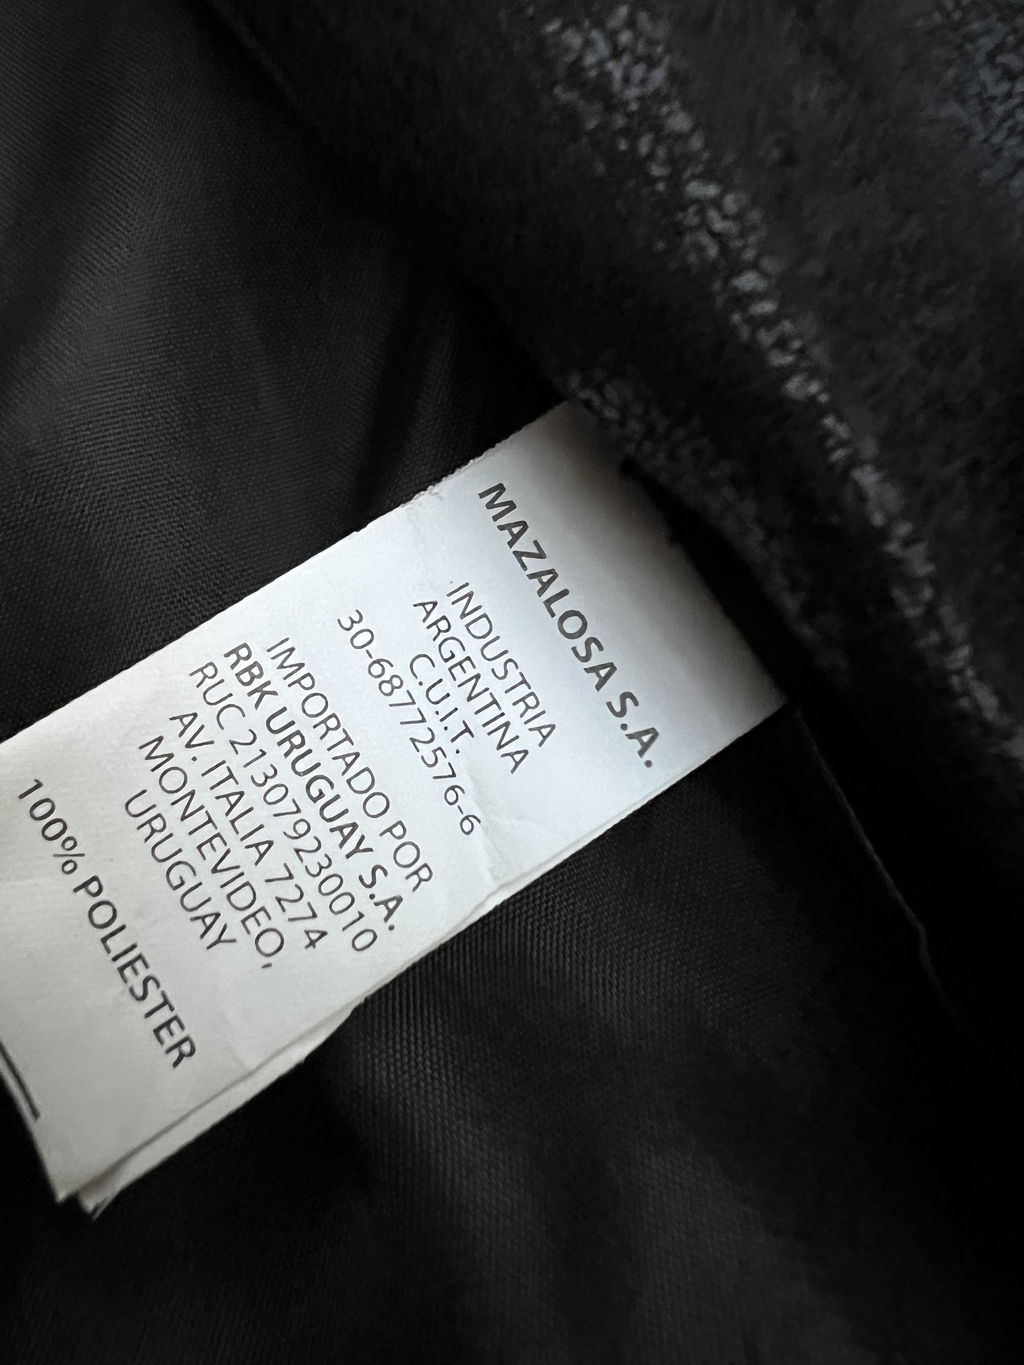 MAZALOSA S.A.
INDUSTRIA
ARGENTINA
C.U.I.T.
30-68772576-6
IMPORTADO POR
RBK URUGUAY S.A.
RUC 213079230010
AV. ITALIA 7274
MONTEVIDEO,
URUGUAY
100% POLIESTER